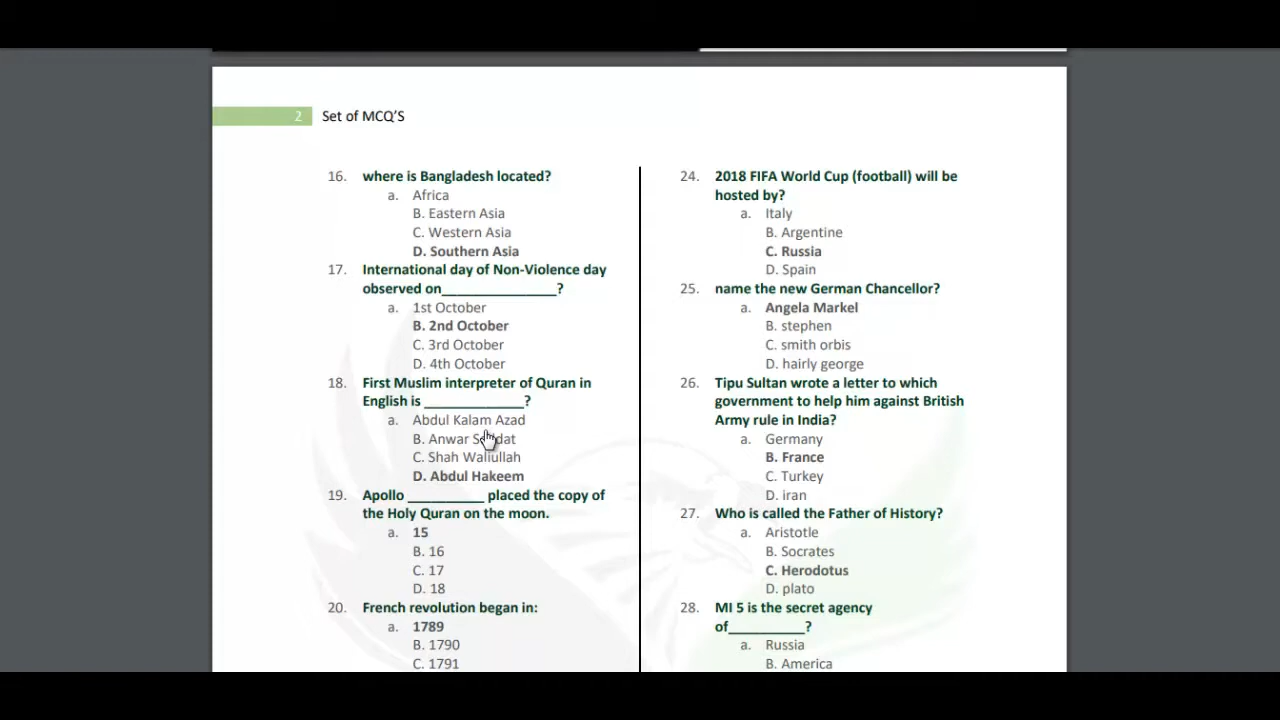 2 Set of MCQ'S
16. where is Bangladesh located?
a. Africa
B. Eastern Asia
C. Western Asia
D. Southern Asia
17. International day of Non-Violence day
observed on_______________?
a. 1st October
B. 2nd October
C. 3rd October
D. 4th October
18. First Muslim interpreter of Quran in
English is _____________?
a. Abdul Kalam Azad
B. Anwar
C. Shah Waliullah
D. Abdul Hakeem
19. Apollo __________ placed the copy of
the Holy Quran on the moon.
a. 15
B. 16
C. 17
D. 18
20. French revolution began in:
a. 1789
B. 1790
C. 1791
24. 2018 FIFA World Cup (football) will be
hosted by?
a. Italy
B. Argentine
C. Russia
D. Spain
25. name the new German Chancellor?
a. Angela Markel
B. stephen
C. smith orbis
D. hairly george
26. Tipu Sultan wrote a letter to which
government to help him against British
Army rule in India?
a. Germany
B. France
C. Turkey
D. iran
27. Who is called the Father of History?
a. Aristotle
B. Socrates
C. Herodotus
D. plato
28. MI 5 is the secret agency
of__________?
a. Russia
B. America